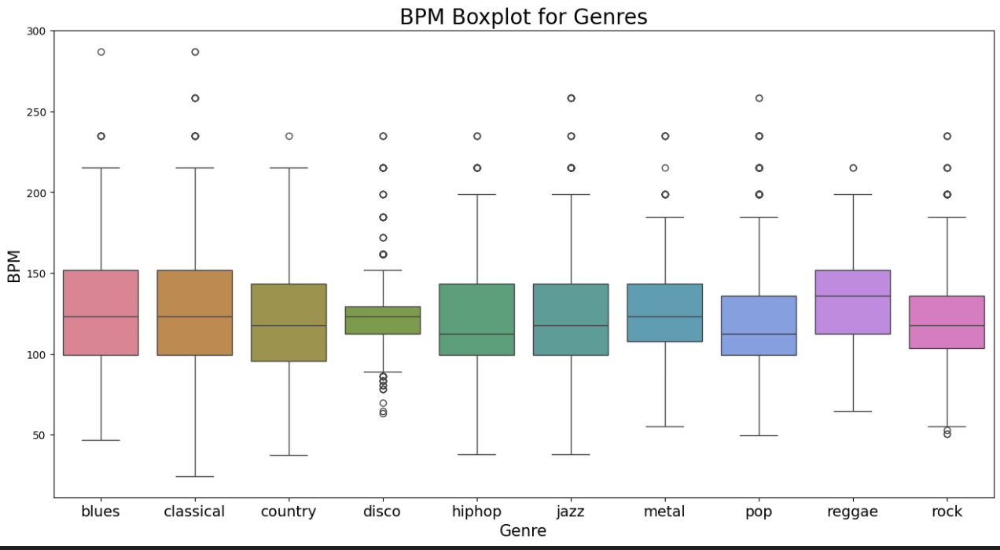 BPM Boxplot for Genres
300
250
200
150
100
50
BPM
blues classical country disco hiphop jazz metal pop reggae rock
Genre